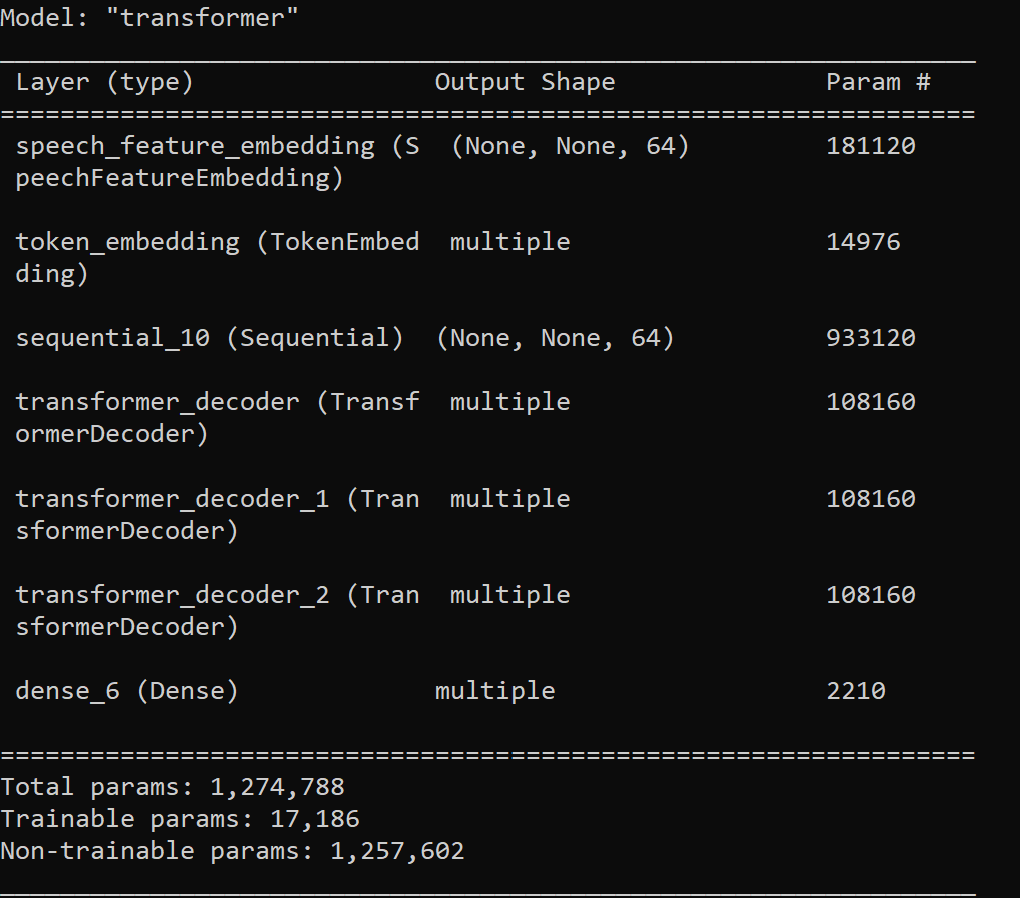 Model: "transformer"
_________________________________________________________________
Layer (type) Output Shape Param #
=================================================================
speech_feature_embedding (S (None, None, 64) 181120
peechFeatureEmbedding)
token_embedding (TokenEmbed multiple 14976
ding)
sequential_10 (Sequential) (None, None, 64) 933120
transformer_decoder (Transf multiple 108160
ormerDecoder)
transformer_decoder_1 (Tran multiple 108160
sformerDecoder)
transformer_decoder_2 (Tran multiple 108160
sformerDecoder)
dense_6 (Dense) multiple 2210
=================================================================
Total params: 1,274,788
Trainable params: 17,186
Non-trainable params: 1,257,602
_________________________________________________________________